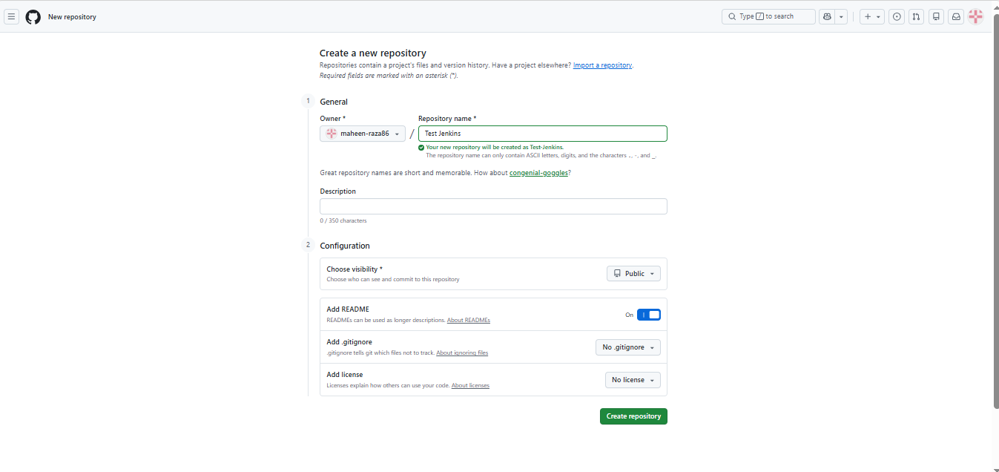 New repository
Type / to search
Create a new repository
Repositories contain a project's files and version history. Have a project elsewhere? Import a repository.
Required fields are marked with an asterisk (*).
1 General
Owner * Repository name *
maheen-raza86 / Test Jenkins
Your new repository will be created as Test-Jenkins.
The repository name can only contain ASCII letters, digits, and the characters ., -, and _.
Great repository names are short and memorable. How about congenial-goggles?
Description
0 / 350 characters
2 Configuration
Choose visibility *
Choose who can see and commit to this repository
Public
Add README
READMEs can be used as longer descriptions. About READMEs
On
Add .gitignore
.gitignore tells git which files not to track. About ignoring files
No .gitignore
Add license
Licenses explain how others can use your code. About licenses
No license
Create repository